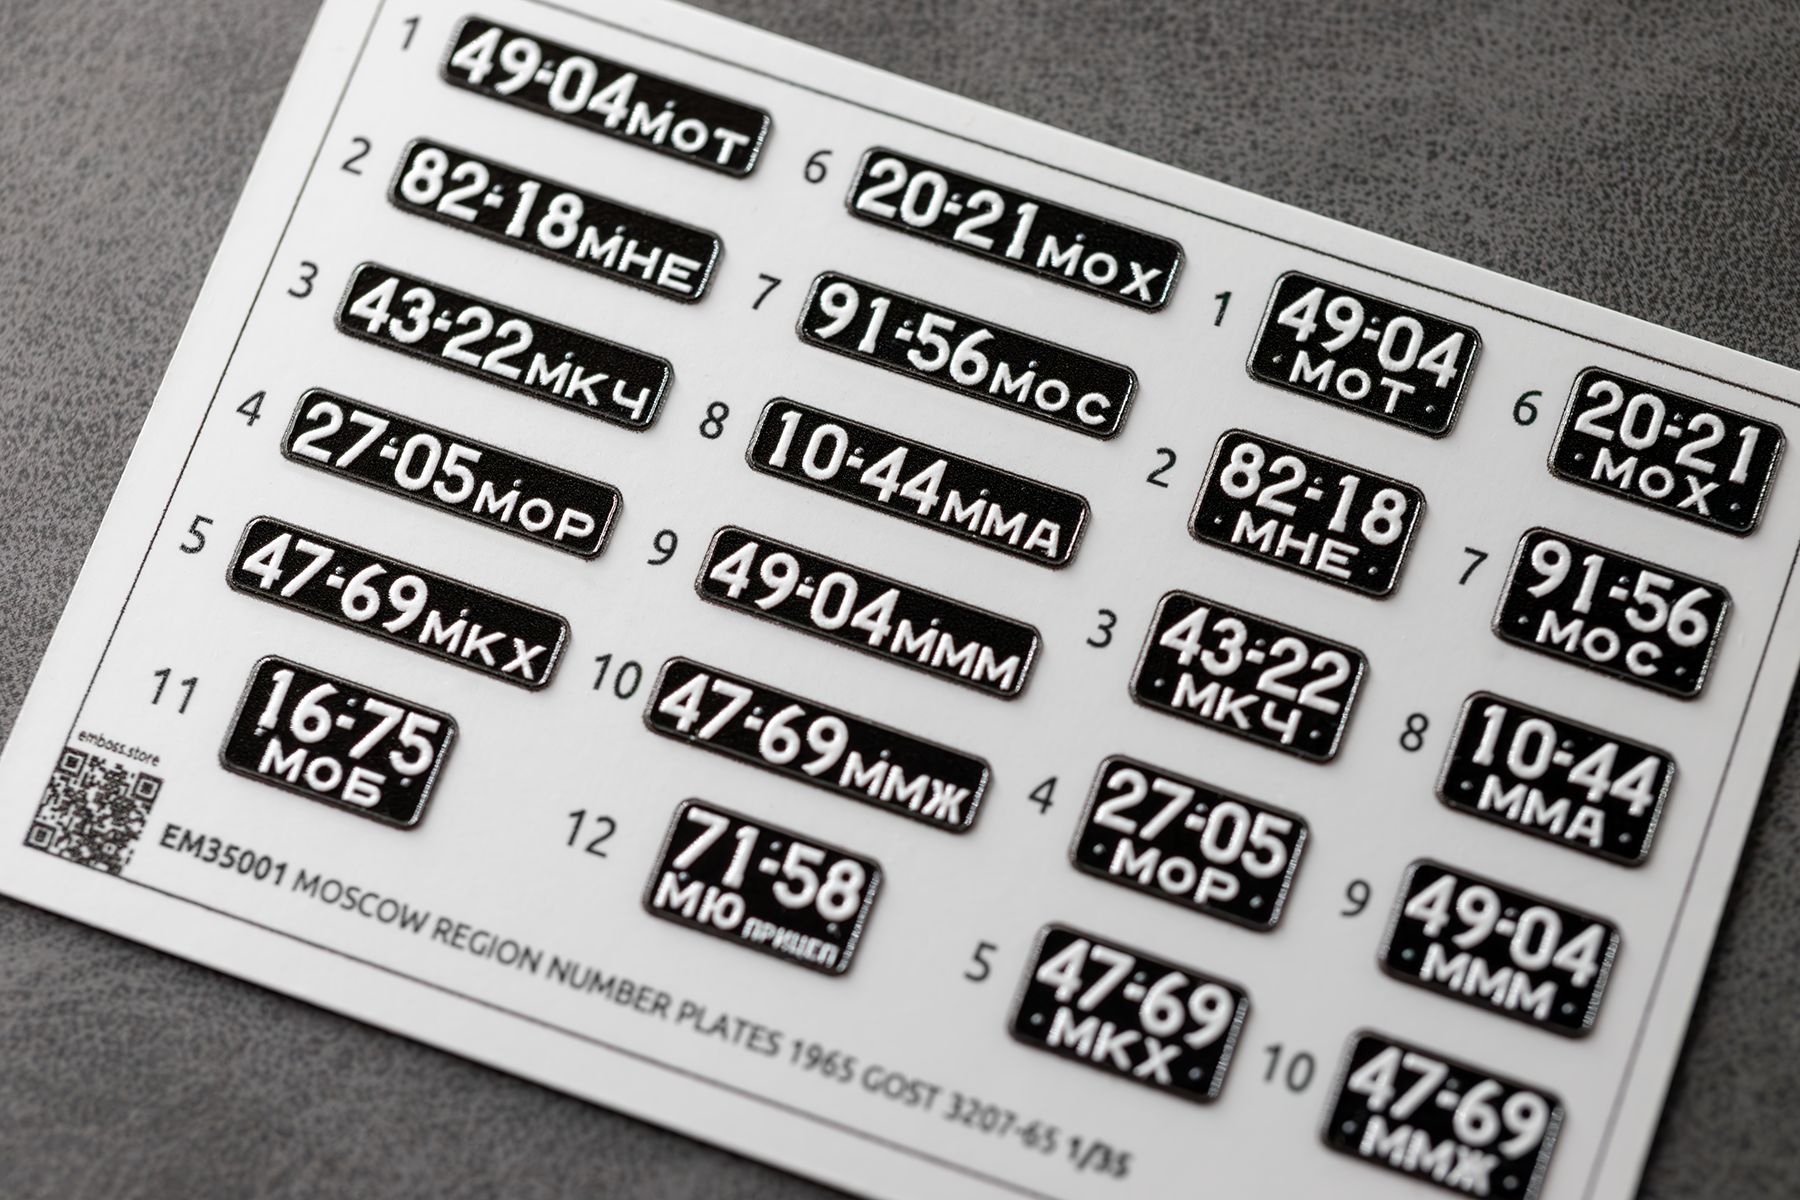 1
49-04 МОТ
2
82-18 МНЕ
3
43-22 МКЧ
4
27-05 МОР
5
47-69 МКХ
6
20-21 МОХ
7
91-56 МОС
8
10-44 ММА
9
49-04 МММ
10
47-69 ММЖ
11
16-75
МОБ
12
71-58
МЮ ПРИЦЕП
1
49-04
МОТ
2
82-18
МНЕ
3
43-22
МКЧ
4
27-05
МОР
5
47-69
МКХ
6
20-21
МОХ
7
91-56
МОС
8
10-44
ММА
9
49-04
МММ
10
47-69
ММЖ
emboss.store
EM35001 MOSCOW REGION NUMBER PLATES 1965 GOST 3207-65 1/35